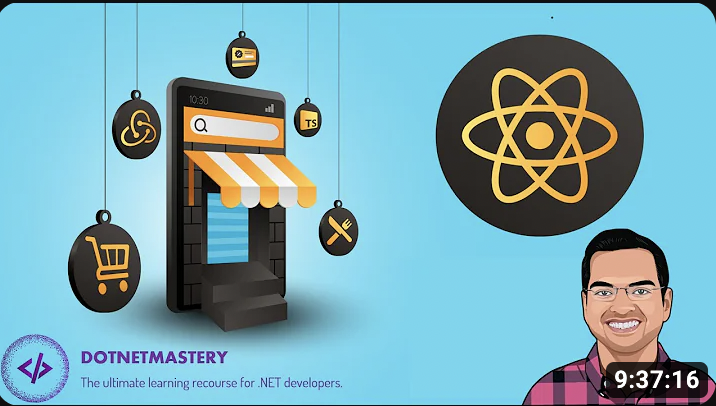 10:30
TS
DOTNETMASTERY
The ultimate learning recourse for .NET developers.
9:37:16